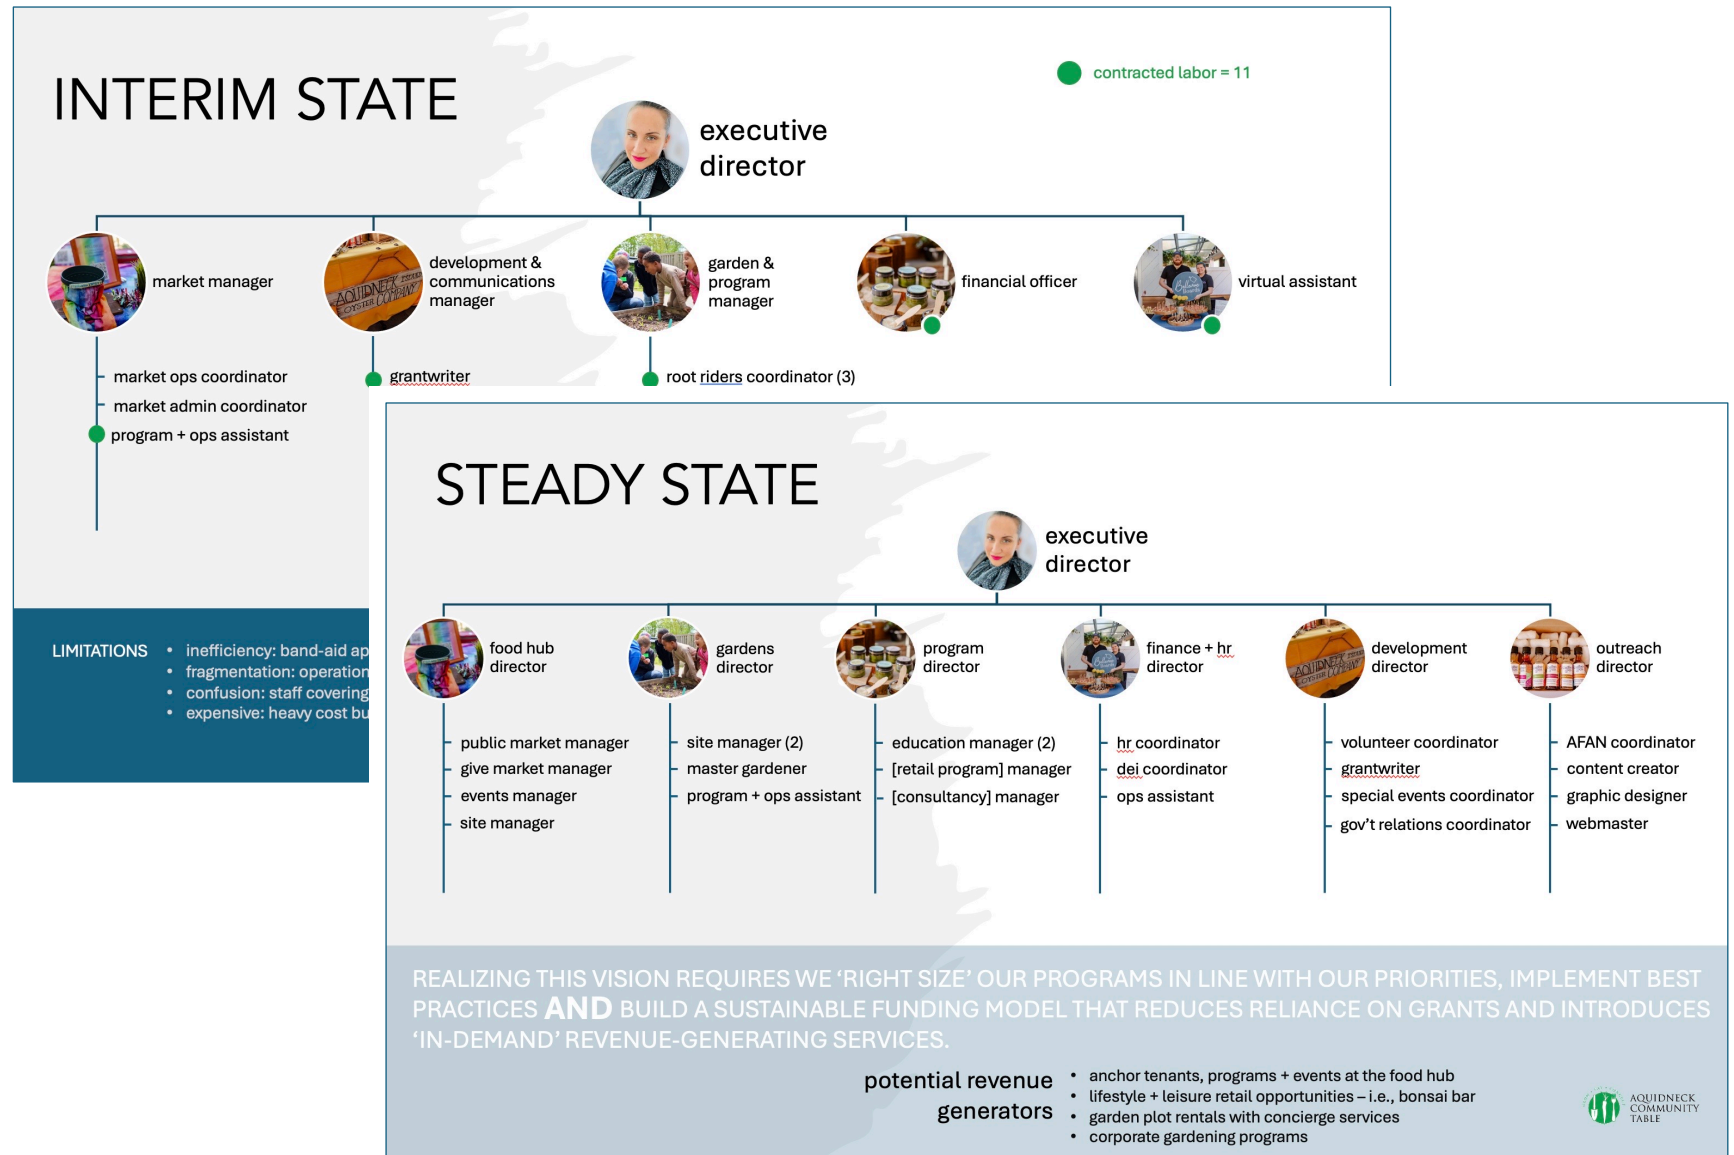 INTERIM STATE
contracted labor = 11
executive
director
market manager
development &
communications
manager
garden &
program
manager
financial officer
virtual assistant
market ops coordinator
market admin coordinator
program + ops assistant
grantwriter
root riders coordinator (3)
LIMITATIONS
• inefficiency: band-aid ap
• fragmentation: operation
• confusion: staff covering
• expensive: heavy cost bu
STEADY STATE
executive
director
food hub
director
gardens
director
program
director
finance + hr
director
development
director
outreach
director
public market manager
give market manager
events manager
site manager
site manager (2)
master gardener
program + ops assistant
education manager (2)
[retail program] manager
[consultancy] manager
hr coordinator
dei coordinator
ops assistant
volunteer coordinator
grantwriter
special events coordinator
gov’t relations coordinator
AFAN coordinator
content creator
graphic designer
webmaster
REALIZING THIS VISION REQUIRES WE ‘RIGHT SIZE’ OUR PROGRAMS IN LINE WITH OUR PRIORITIES, IMPLEMENT BEST
PRACTICES AND BUILD A SUSTAINABLE FUNDING MODEL THAT REDUCES RELIANCE ON GRANTS AND INTRODUCES
‘IN-DEMAND’ REVENUE-GENERATING SERVICES.
potential revenue
generators
• anchor tenants, programs + events at the food hub
• lifestyle + leisure retail opportunities – i.e., bonsai bar
• garden plot rentals with concierge services
• corporate gardening programs
AQUIDNECK
COMMUNITY
TABLE
AQUIDNECK
OYSTER COMPANY